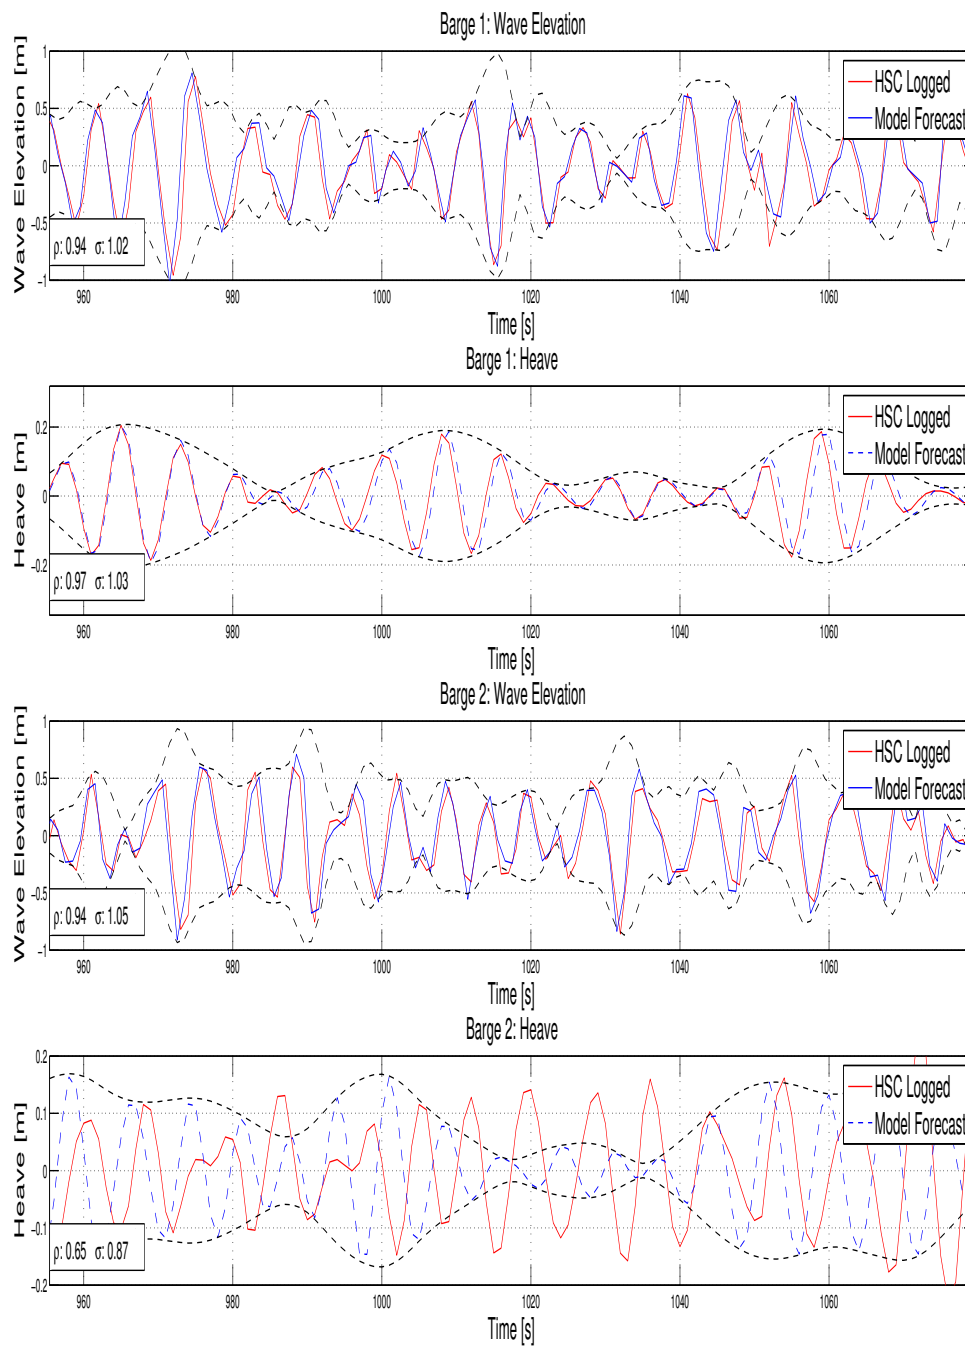 Barge 1: Wave Elevation
Wave Elevation [m]
1
0.5
0
−0.5
−1
HSC Logged
Model Forecast
ρ: 0.94 σ: 1.02
960 980 1000 1020 1040 1060
Time [s]
Barge 1: Heave
Heave [m]
0.2
0
−0.2
HSC Logged
Model Forecast
ρ: 0.97 σ: 1.03
960 980 1000 1020 1040 1060
Time [s]
Barge 2: Wave Elevation
Wave Elevation [m]
1
0.5
0
−0.5
−1
HSC Logged
Model Forecast
ρ: 0.94 σ: 1.05
960 980 1000 1020 1040 1060
Time [s]
Barge 2: Heave
Heave [m]
0.2
0.1
0
−0.1
−0.2
HSC Logged
Model Forecast
ρ: 0.65 σ: 0.87
960 980 1000 1020 1040 1060
Time [s]